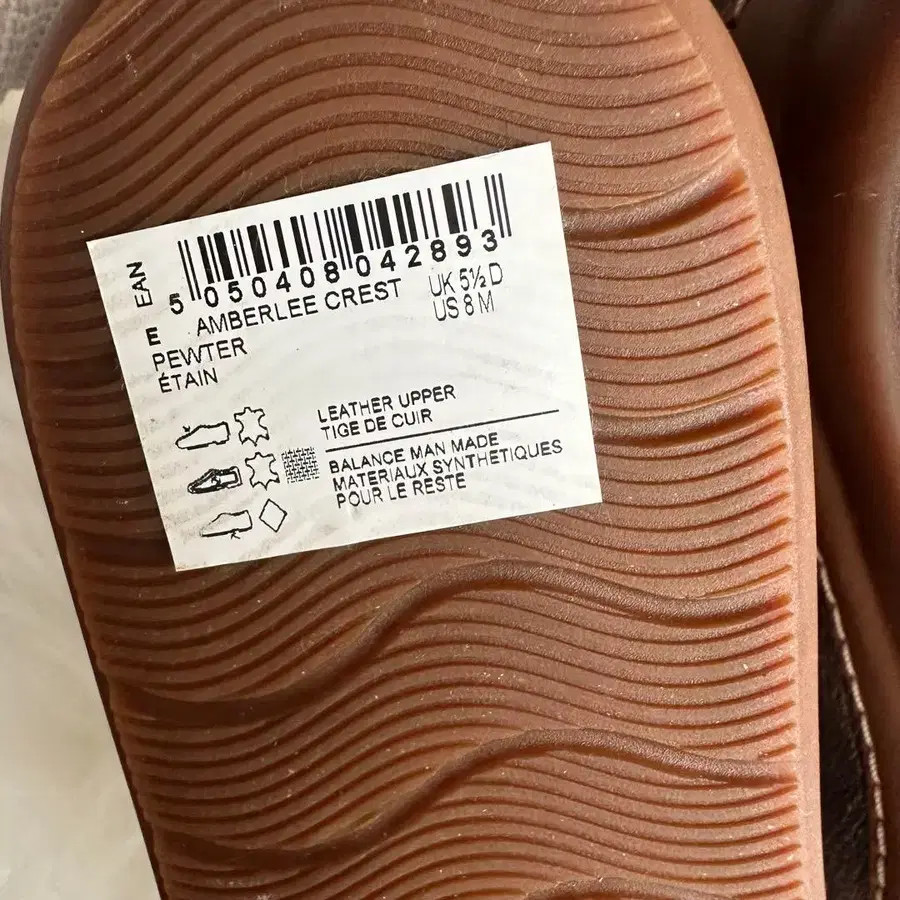 EAN
5 050408 042893
E AMBERLEE CREST UK 5½ D
US 8 M
PEWTER
ÉTAIN
LEATHER UPPER
TIGE DE CUIR
BALANCE MAN MADE
MATERIAUX SYNTHETIQUES
POUR LE RESTE